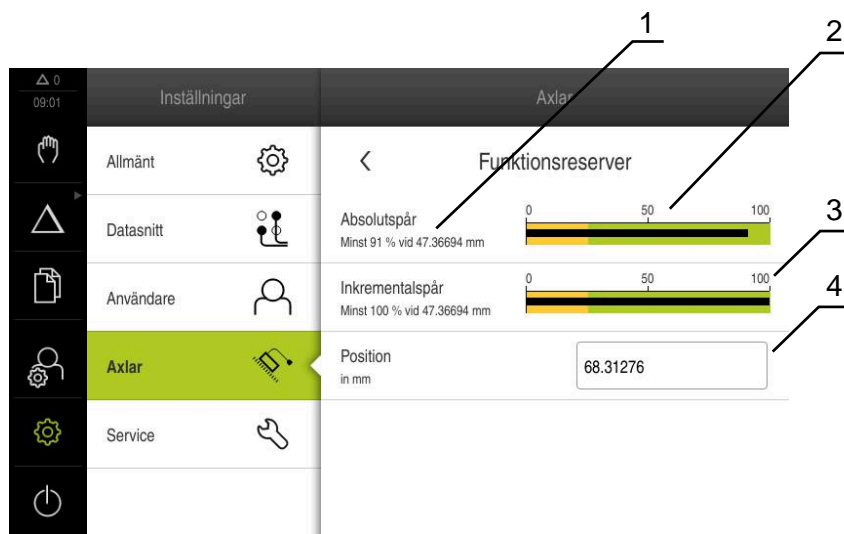 1
2
△ 0
09:01
Inställningar
Axlar
Allmänt
Funktionsreserver
Datasnitt
Absolutspår
Minst 91 % vid 47.36694 mm
0 50 100
3
Användare
Inkrementalspår
Minst 100 % vid 47.36694 mm
0 50 100
4
Axlar
Position
in mm
68.31276
Service